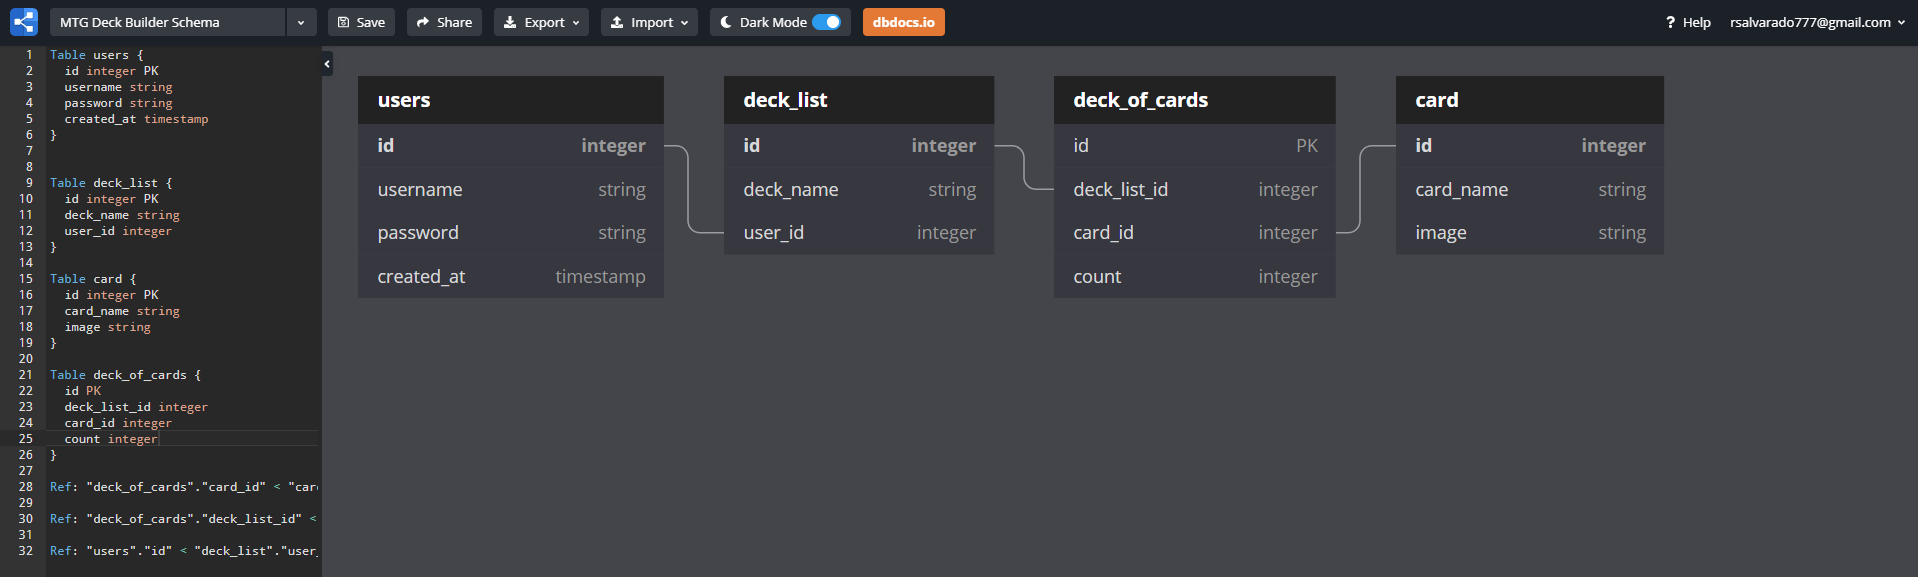 MTG Deck Builder Schema
Save
Share
Export
Import
Dark Mode
dbdocs.io
? Help
rsalvarado777@gmail.com
1 Table users {
2 id integer PK
3 username string
4 password string
5 created_at timestamp
6 }
7
8
9 Table deck_list {
10 id integer PK
11 deck_name string
12 user_id integer
13 }
14
15 Table card {
16 id integer PK
17 card_name string
18 image string
19 }
20
21 Table deck_of_cards {
22 id PK
23 deck_list_id integer
24 card_id integer
25 count integer
26 }
27
28 Ref: "deck_of_cards"."card_id" < "card
29
30 Ref: "deck_of_cards"."deck_list_id" <
31
32 Ref: "users"."id" < "deck_list"."user_
users
id integer
username string
password string
created_at timestamp
deck_list
id integer
deck_name string
user_id integer
deck_of_cards
id PK
deck_list_id integer
card_id integer
count integer
card
id integer
card_name string
image string